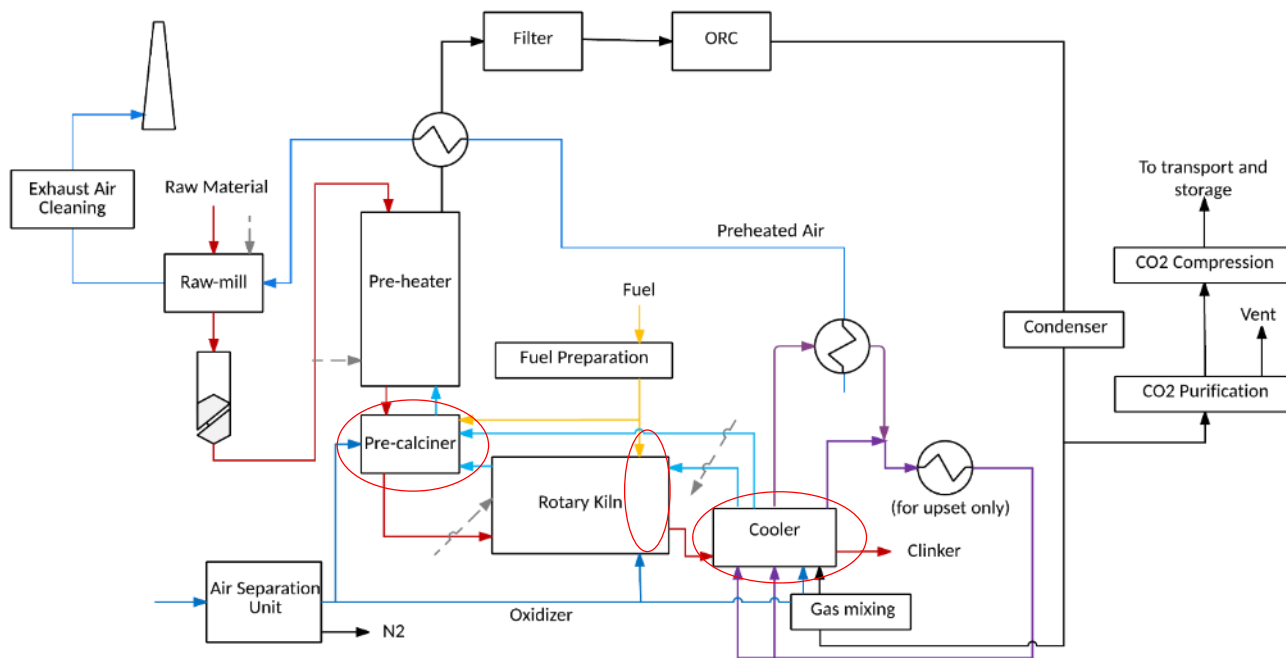 Filter
ORC
Exhaust Air
Cleaning
Raw Material
To transport and
storage
Preheated Air
Raw-mill
Pre-heater
CO2 Compression
Fuel
Vent
Condenser
Fuel Preparation
CO2 Purification
Pre-calciner
Rotary Kiln
(for upset only)
Cooler
Clinker
Air Separation
Unit
Oxidizer
Gas mixing
N2